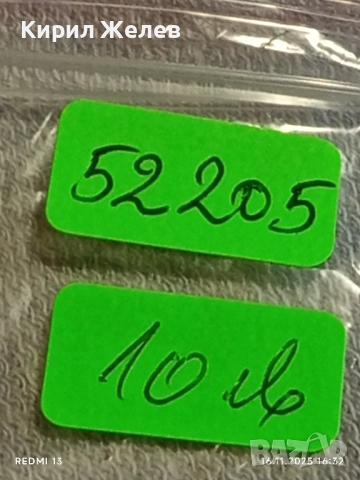 Кирил Желев
52205
10 лв
REDMI 13
16.11.2025 16:32